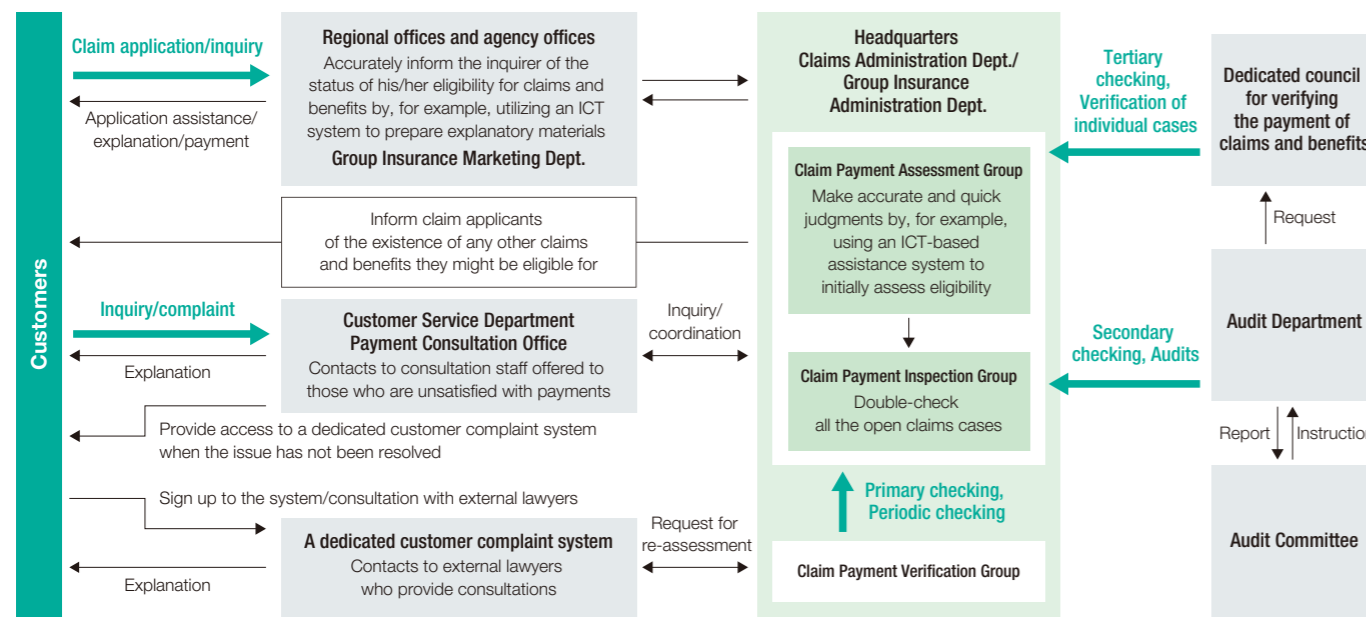 Customers
Claim application/inquiry
Application assistance/
explanation/payment
Regional offices and agency offices
Accurately inform the inquirer of the
status of his/her eligibility for claims and
benefits by, for example, utilizing an ICT
system to prepare explanatory materials
Group Insurance Marketing Dept.
Inform claim applicants
of the existence of any other claims
and benefits they might be eligible for
Inquiry/complaint
Explanation
Customer Service Department
Payment Consultation Office
Contacts to consultation staff offered to
those who are unsatisfied with payments
Inquiry/
coordination
Provide access to a dedicated customer complaint system
when the issue has not been resolved
Sign up to the system/consultation with external lawyers
Explanation
A dedicated customer complaint system
Contacts to external lawyers
who provide consultations
Request for
re-assessment
Headquarters
Claims Administration Dept./
Group Insurance
Administration Dept.
Claim Payment Assessment Group
Make accurate and quick
judgments by, for example,
using an ICT-based
assistance system to
initially assess eligibility
Claim Payment Inspection Group
Double-check
all the open claims cases
Primary checking,
Periodic checking
Claim Payment Verification Group
Tertiary
checking,
Verification of
individual cases
Secondary
checking, Audits
Dedicated council
for verifying
the payment of
claims and benefits
Request
Audit Department
Report
Instruction
Audit Committee